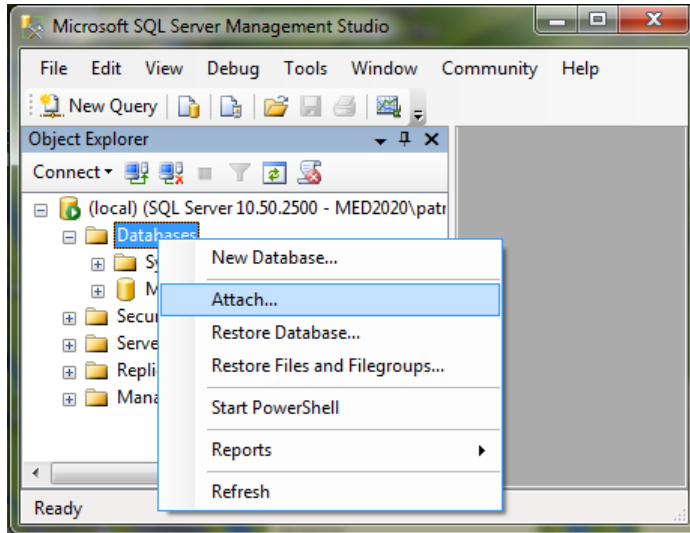 Microsoft SQL Server Management Studio
File Edit View Debug Tools Window Community Help
New Query
Object Explorer
Connect
(local) (SQL Server 10.50.2500 - MED2020\patr
Databases
New Database...
Attach...
Restore Database...
Restore Files and Filegroups...
Start PowerShell
Reports
Refresh
Ready